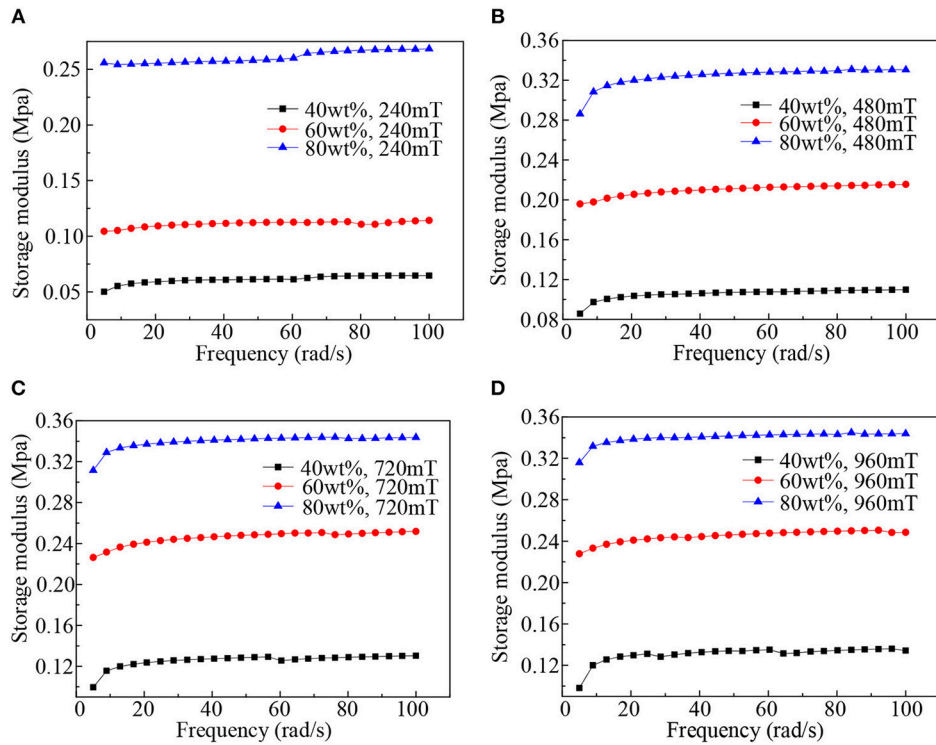 A
Storage modulus (Mpa)
0.25
0.20
0.15
0.10
0.05
40wt%, 240mT
60wt%, 240mT
80wt%, 240mT
0 20 40 60 80 100
Frequency (rad/s)
B
Storage modulus (Mpa)
0.36
0.32
0.28
0.24
0.20
0.16
0.12
0.08
40wt%, 480mT
60wt%, 480mT
80wt%, 480mT
0 20 40 60 80 100
Frequency (rad/s)
C
Storage modulus (Mpa)
0.36
0.32
0.28
0.24
0.20
0.16
0.12
40wt%, 720mT
60wt%, 720mT
80wt%, 720mT
0 20 40 60 80 100
Frequency (rad/s)
D
Storage modulus (Mpa)
0.36
0.32
0.28
0.24
0.20
0.16
0.12
40wt%, 960mT
60wt%, 960mT
80wt%, 960mT
0 20 40 60 80 100
Frequency (rad/s)